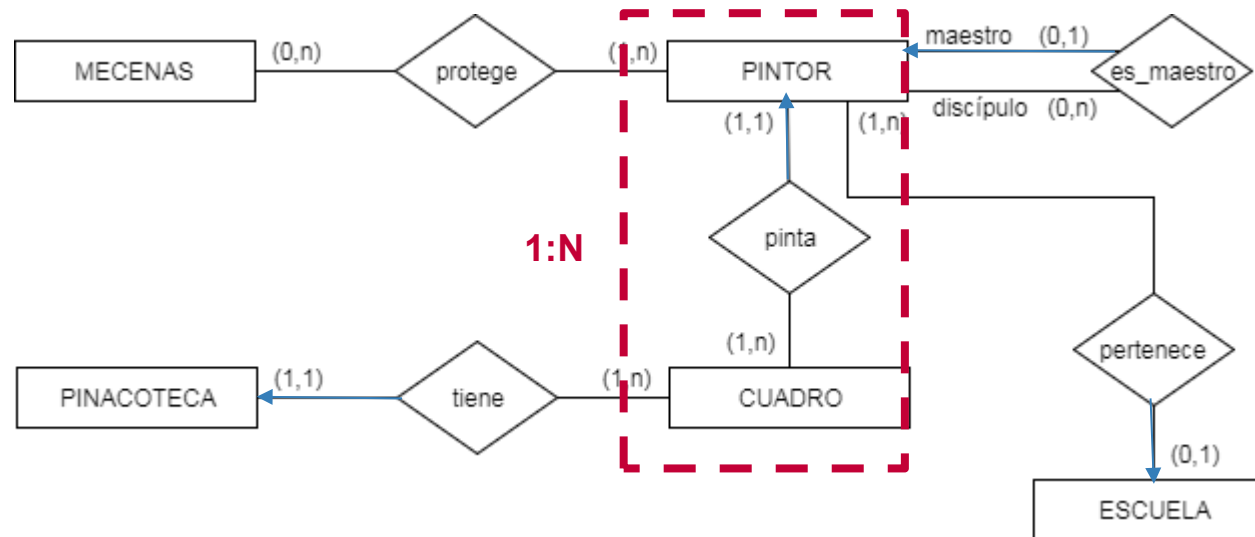 MECENAS (0,n) protege (1,n) PINTOR maestro (0,1) es_maestro
discípulo (0,n)
(1,1) (1,n)
pinta
1:N
(1,n)
pertenece
PINACOTECA (1,1) tiene (1,n) CUADRO
(0,1)
ESCUELA